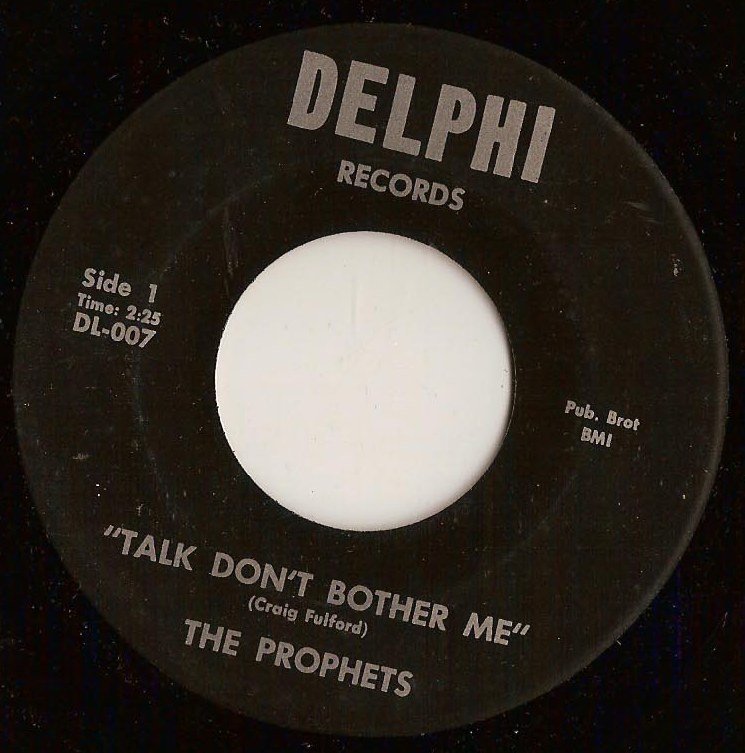 DELPHI
RECORDS
Side 1
Time: 2:25
DL-007
Pub. Brot
BMI
"TALK DON'T BOTHER ME"
(Craig Fulford)
THE PROPHETS